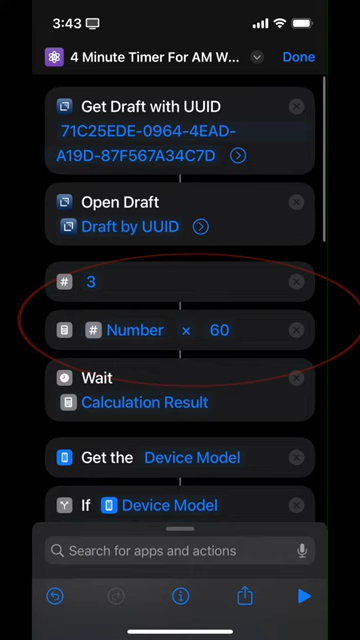 3:43
4 Minute Timer For AM W...
Done
Get Draft with UUID
71C25EDE-0964-4EAD-
A19D-87F567A34C7D
Open Draft
Draft by UUID
# 3
# Number × 60
Wait
Calculation Result
Get the Device Model
If Device Model
Search for apps and actions